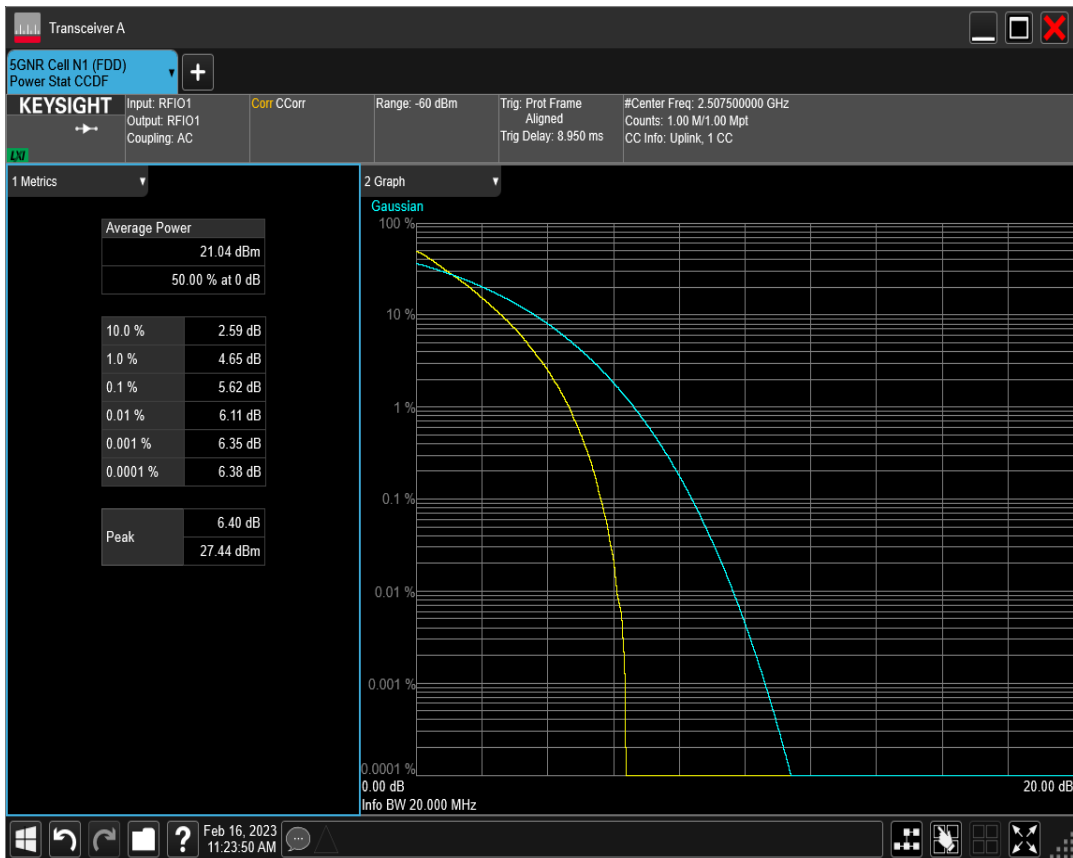 Transceiver A
5GNR Cell N1 (FDD)
Power Stat CCDF
KEYSIGHT
LXI
Input: RFIO1
Output: RFIO1
Coupling: AC
Corr CCorr
Range: -60 dBm
Trig: Prot Frame
Aligned
Trig Delay: 8.950 ms
#Center Freq: 2.507500000 GHz
Counts: 1.00 M/1.00 Mpt
CC Info: Uplink, 1 CC
1 Metrics
Average Power
21.04 dBm
50.00 % at 0 dB
10.0 % 2.59 dB
1.0 % 4.65 dB
0.1 % 5.62 dB
0.01 % 6.11 dB
0.001 % 6.35 dB
0.0001 % 6.38 dB
Peak
6.40 dB
27.44 dBm
2 Graph
Gaussian
100 %
10 %
1 %
0.1 %
0.01 %
0.001 %
0.0001 %
0.00 dB 20.00 dB
Info BW 20.000 MHz
?
Feb 16, 2023
11:23:50 AM